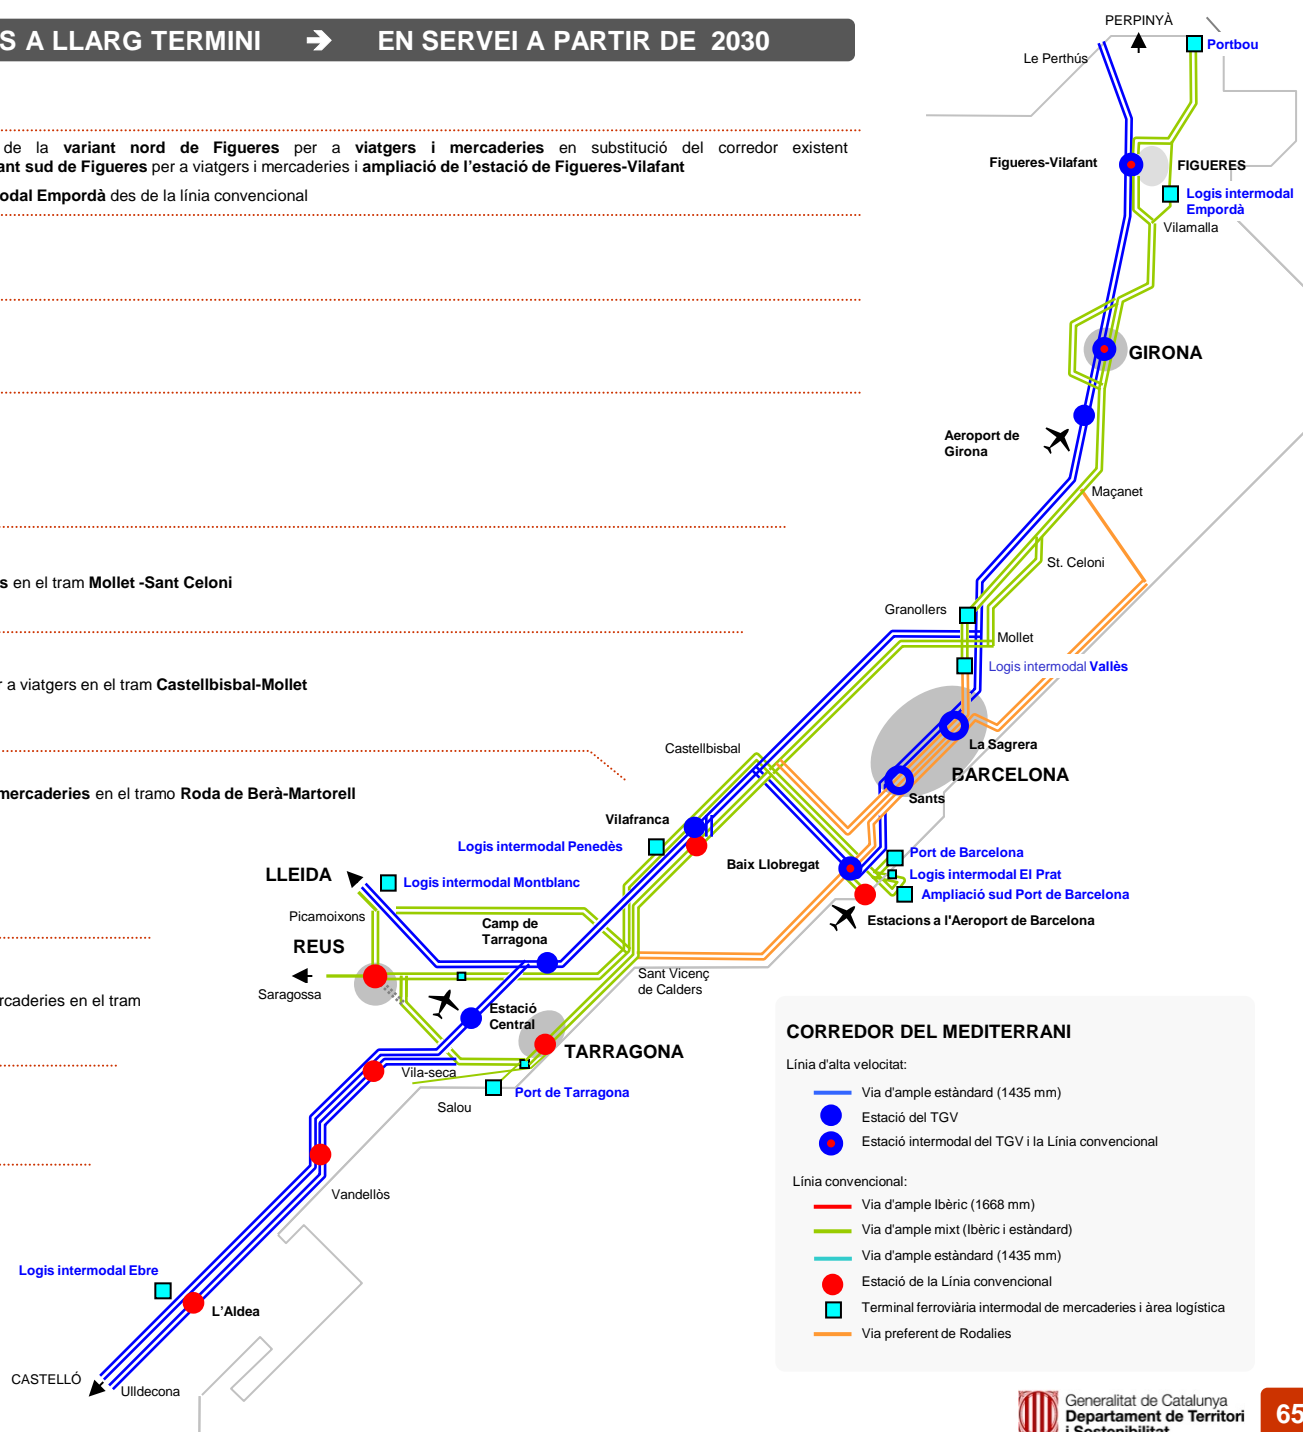 S A LLARG TERMINI ➔ EN SERVEI A PARTIR DE 2030
de la variant nord de Figueres per a viatgers i mercaderies en substitució del corredor existent
ant sud de Figueres per a viatgers i mercaderies i ampliació de l'estació de Figueres-Vilafant
odal Empordà des de la línia convencional
s en el tram Mollet -Sant Celoni
r a viatgers en el tram Castellbisbal-Mollet
mercaderies en el tramo Roda de Berà-Martorell
rcaderies en el tram
PERPINYÀ
Portbou
Le Perthús
Figueres-Vilafant
FIGUERES
Logis intermodal
Empordà
Vilamalla
GIRONA
Aeroport de
Girona
Maçanet
St. Celoni
Granollers
Mollet
Logis intermodal Vallès
La Sagrera
Castellbisbal
BARCELONA
Sants
Vilafranca
Logis intermodal Penedès
Baix Llobregat
Port de Barcelona
Logis intermodal El Prat
Ampliació sud Port de Barcelona
Estacions a l'Aeroport de Barcelona
LLEIDA
Logis intermodal Montblanc
Picamoixons
Camp de
Tarragona
REUS
Saragossa
Sant Vicenç
de Calders
Estació
Central
TARRAGONA
Vila-seca
Port de Tarragona
Salou
Vandellòs
Logis intermodal Ebre
L'Aldea
CASTELLÓ
Ulldecona
CORREDOR DEL MEDITERRANI
Línia d'alta velocitat:
Via d'ample estàndard (1435 mm)
Estació del TGV
Estació intermodal del TGV i la Línia convencional
Línia convencional:
Via d'ample Ibèric (1668 mm)
Via d'ample mixt (Ibèric i estàndard)
Via d'ample estàndard (1435 mm)
Estació de la Línia convencional
Terminal ferroviària intermodal de mercaderies i àrea logística
Via preferent de Rodalies
Generalitat de Catalunya
Departament de Territori
i Sostenibilitat
65